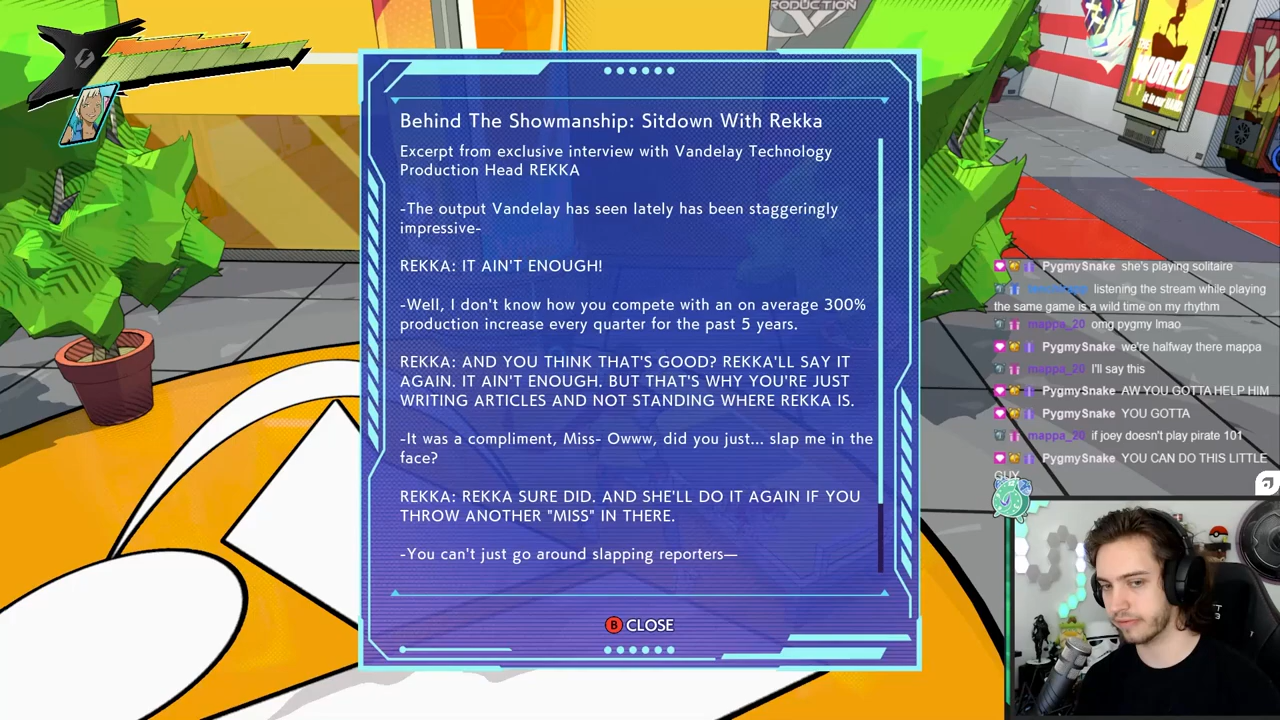 RODUCTION
THE
WORLD
is in our HAND
Behind The Showmanship: Sitdown With Rekka
Excerpt from exclusive interview with Vandelay Technology
Production Head REKKA
-The output Vandelay has seen lately has been staggeringly
impressive-
REKKA: IT AIN'T ENOUGH!
-Well, I don't know how you compete with an on average 300%
production increase every quarter for the past 5 years.
REKKA: AND YOU THINK THAT'S GOOD? REKKA'LL SAY IT
AGAIN. IT AIN'T ENOUGH. BUT THAT'S WHY YOU'RE JUST
WRITING ARTICLES AND NOT STANDING WHERE REKKA IS.
-It was a compliment, Miss- Owww, did you just... slap me in the
face?
REKKA: REKKA SURE DID. AND SHE'LL DO IT AGAIN IF YOU
THROW ANOTHER "MISS" IN THERE.
-You can't just go around slapping reporters—
B CLOSE
PygmySnake she's playing solitaire
listening the stream while playing
the same game is a wild time on my rhythm
mappa_20 omg pygmy lmao
PygmySnake we're halfway there mappa
mappa_20 I'll say this
PygmySnake AW YOU GOTTA HELP HIM
PygmySnake YOU GOTTA
mappa_20 if joey doesn't play pirate 101
PygmySnake YOU CAN DO THIS LITTLE
GUY